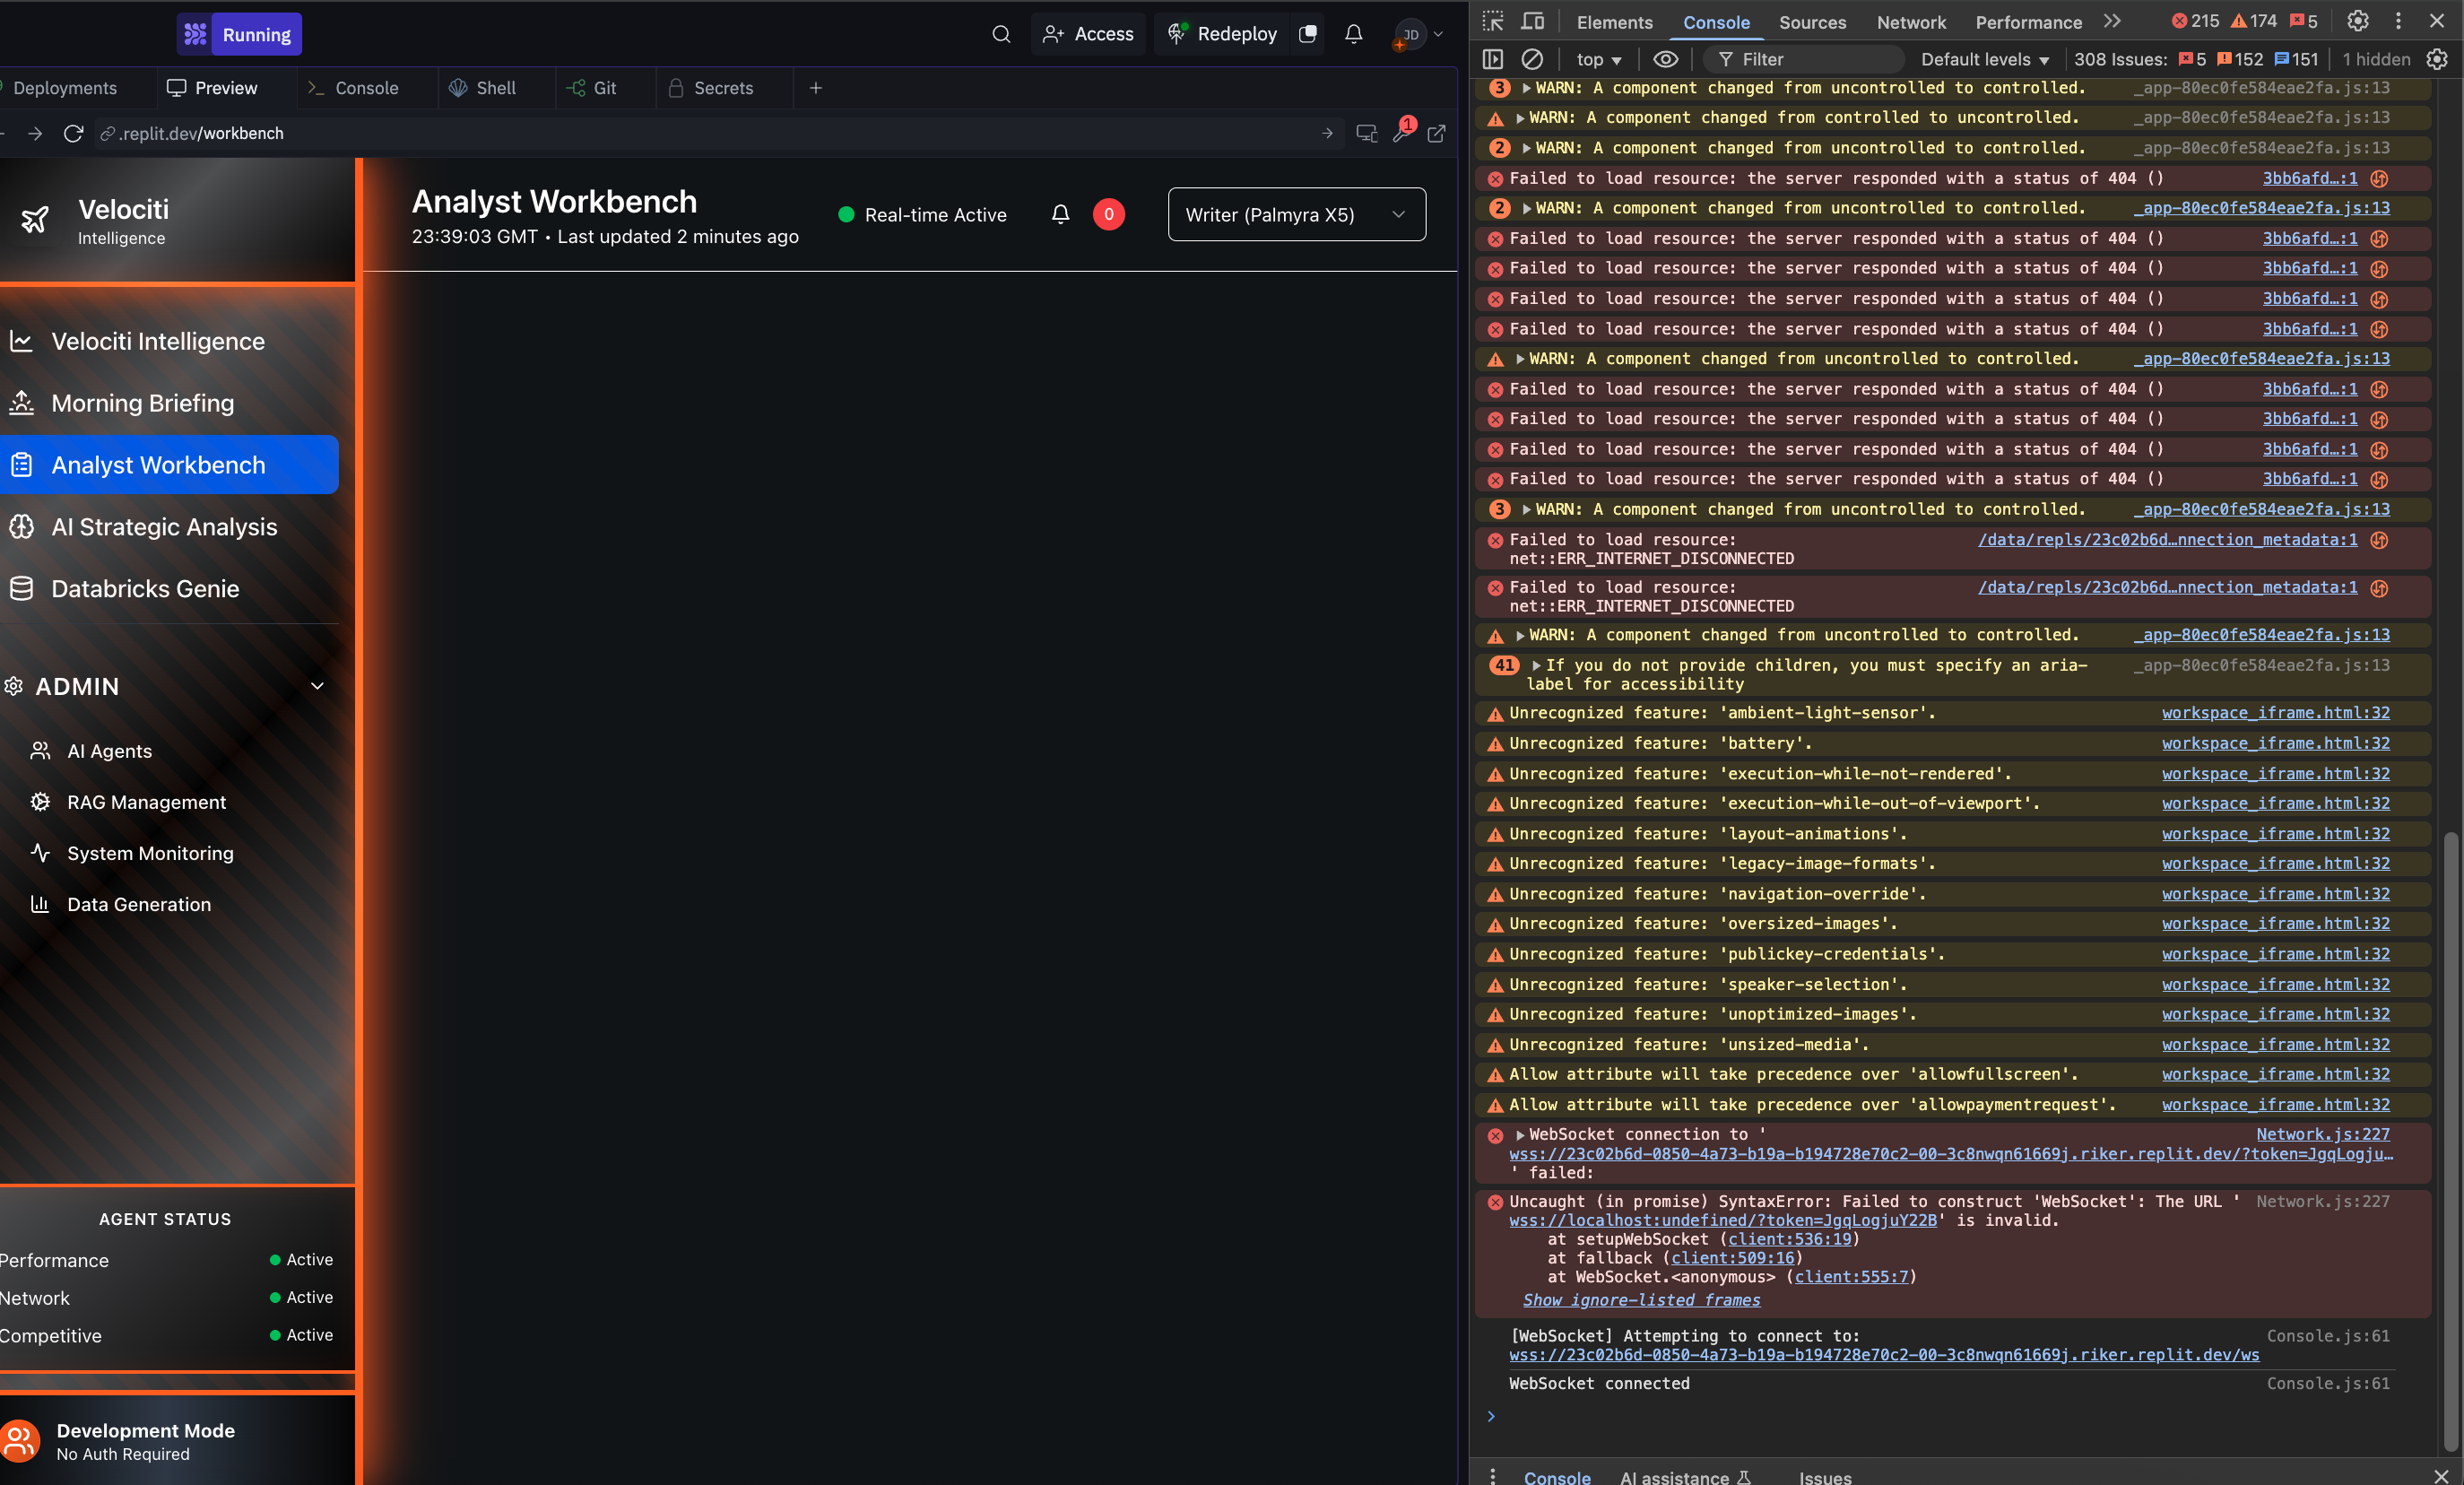 Running
Access
Redeploy
JD
Deployments
Preview
Console
Shell
Git
Secrets
.replit.dev/workbench
1
Velociti
Intelligence
Analyst Workbench
23:39:03 GMT • Last updated 2 minutes ago
Real-time Active
0
Writer (Palmyra X5)
Velociti Intelligence
Morning Briefing
Analyst Workbench
AI Strategic Analysis
Databricks Genie
ADMIN
AI Agents
RAG Management
System Monitoring
Data Generation
AGENT STATUS
Performance Active
Network Active
Competitive Active
Development Mode
No Auth Required
Elements Console Sources Network Performance 215 174 5
top Filter Default levels 308 Issues: 5 152 151 1 hidden
3 WARN: A component changed from uncontrolled to controlled. _app-80ec0fe584eae2fa.js:13
WARN: A component changed from controlled to uncontrolled. _app-80ec0fe584eae2fa.js:13
2 WARN: A component changed from uncontrolled to controlled. _app-80ec0fe584eae2fa.js:13
Failed to load resource: the server responded with a status of 404 () 3bb6afd…:1
2 WARN: A component changed from uncontrolled to controlled. _app-80ec0fe584eae2fa.js:13
Failed to load resource: the server responded with a status of 404 () 3bb6afd…:1
Failed to load resource: the server responded with a status of 404 () 3bb6afd…:1
Failed to load resource: the server responded with a status of 404 () 3bb6afd…:1
Failed to load resource: the server responded with a status of 404 () 3bb6afd…:1
WARN: A component changed from uncontrolled to controlled. _app-80ec0fe584eae2fa.js:13
Failed to load resource: the server responded with a status of 404 () 3bb6afd…:1
Failed to load resource: the server responded with a status of 404 () 3bb6afd…:1
Failed to load resource: the server responded with a status of 404 () 3bb6afd…:1
Failed to load resource: the server responded with a status of 404 () 3bb6afd…:1
3 WARN: A component changed from uncontrolled to controlled. _app-80ec0fe584eae2fa.js:13
Failed to load resource: /data/repls/23c02b6d…nnection_metadata:1
net::ERR_INTERNET_DISCONNECTED
Failed to load resource: /data/repls/23c02b6d…nnection_metadata:1
net::ERR_INTERNET_DISCONNECTED
WARN: A component changed from uncontrolled to controlled. _app-80ec0fe584eae2fa.js:13
41 If you do not provide children, you must specify an aria- _app-80ec0fe584eae2fa.js:13
label for accessibility
Unrecognized feature: 'ambient-light-sensor'. workspace_iframe.html:32
Unrecognized feature: 'battery'. workspace_iframe.html:32
Unrecognized feature: 'execution-while-not-rendered'. workspace_iframe.html:32
Unrecognized feature: 'execution-while-out-of-viewport'. workspace_iframe.html:32
Unrecognized feature: 'layout-animations'. workspace_iframe.html:32
Unrecognized feature: 'legacy-image-formats'. workspace_iframe.html:32
Unrecognized feature: 'navigation-override'. workspace_iframe.html:32
Unrecognized feature: 'oversized-images'. workspace_iframe.html:32
Unrecognized feature: 'publickey-credentials'. workspace_iframe.html:32
Unrecognized feature: 'speaker-selection'. workspace_iframe.html:32
Unrecognized feature: 'unoptimized-images'. workspace_iframe.html:32
Unrecognized feature: 'unsized-media'. workspace_iframe.html:32
Allow attribute will take precedence over 'allowfullscreen'. workspace_iframe.html:32
Allow attribute will take precedence over 'allowpaymentrequest'. workspace_iframe.html:32
WebSocket connection to ' Network.js:227
wss://23c02b6d-0850-4a73-b19a-b194728e70c2-00-3c8nwqn61669j.riker.replit.dev/?token=JgqLogju…
' failed:
Uncaught (in promise) SyntaxError: Failed to construct 'WebSocket': The URL ' Network.js:227
wss://localhost:undefined/?token=JgqLogjuY22B' is invalid.
at setupWebSocket (client:536:19)
at fallback (client:509:16)
at WebSocket.<anonymous> (client:555:7)
Show ignore-listed frames
[WebSocket] Attempting to connect to: Console.js:61
wss://23c02b6d-0850-4a73-b19a-b194728e70c2-00-3c8nwqn61669j.riker.replit.dev/ws
WebSocket connected Console.js:61
Console AI assistance Issues